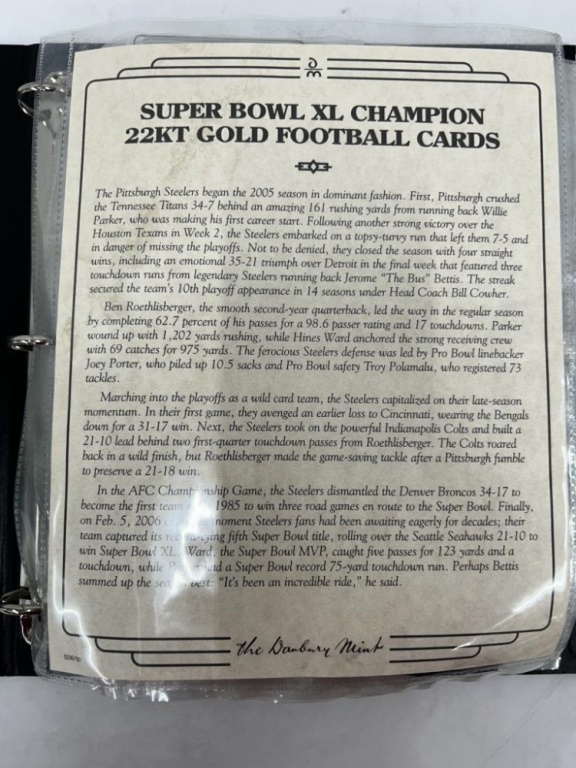 SUPER BOWL XL CHAMPION
22KT GOLD FOOTBALL CARDS
The Pittsburgh Steelers began the 2005 season in dominant fashion. First, Pittsburgh crushed
the Tennessee Titans 34-7 behind an amazing 161 rushing yards from running back Willie
Parker, who was making his first career start. Following another strong victory over the
Houston Texans in Week 2, the Steelers embarked on a topsy-turvy run that left them 7-5 and
in danger of missing the playoffs. Not to be denied, they closed the season with four straight
wins, including an emotional 35-21 triumph over Detroit in the final week that featured three
touchdown runs from legendary Steelers running back Jerome "The Bus" Bettis. The streak
secured the team's 10th playoff appearance in 14 seasons under Head Coach Bill Cowher.
Ben Roethlisberger, the smooth second-year quarterback, led the way in the regular season
by completing 62.7 percent of his passes for a 98.6 passer rating and 17 touchdowns. Parker
wound up with 1,202 yards rushing, while Hines Ward anchored the strong receiving crew
with 69 catches for 975 yards. The ferocious Steelers defense was led by Pro Bowl linebacker
Joey Porter, who piled up 10.5 sacks and Pro Bowl safety Troy Polamalu, who registered 73
tackles.
Marching into the playoffs as a wild card team, the Steelers capitalized on their late-season
momentum. In their first game, they avenged an earlier loss to Cincinnati, wearing the Bengals
down for a 31-17 win. Next, the Steelers took on the powerful Indianapolis Colts and built a
21-10 lead behind two first-quarter touchdown passes from Roethlisberger. The Colts roared
back in a wild finish, but Roethlisberger made the game-saving tackle after a Pittsburgh fumble
to preserve a 21-18 win.
In the AFC Championship Game, the Steelers dismantled the Denver Broncos 34-17 to
become the first team 1985 to win three road games en route to the Super Bowl. Finally,
on Feb. 5, 2006 moment Steelers fans had been awaiting eagerly for decades; their
team captured its fifth Super Bowl title, rolling over the Seattle Seahawks 21-10 to
win Super Bowl XL. Ward, the Super Bowl MVP, caught five passes for 123 yards and a
touchdown, while had a Super Bowl record 75-yard touchdown run. Perhaps Bettis
summed up the best: "It's been an incredible ride," he said.
the Danbury Mint